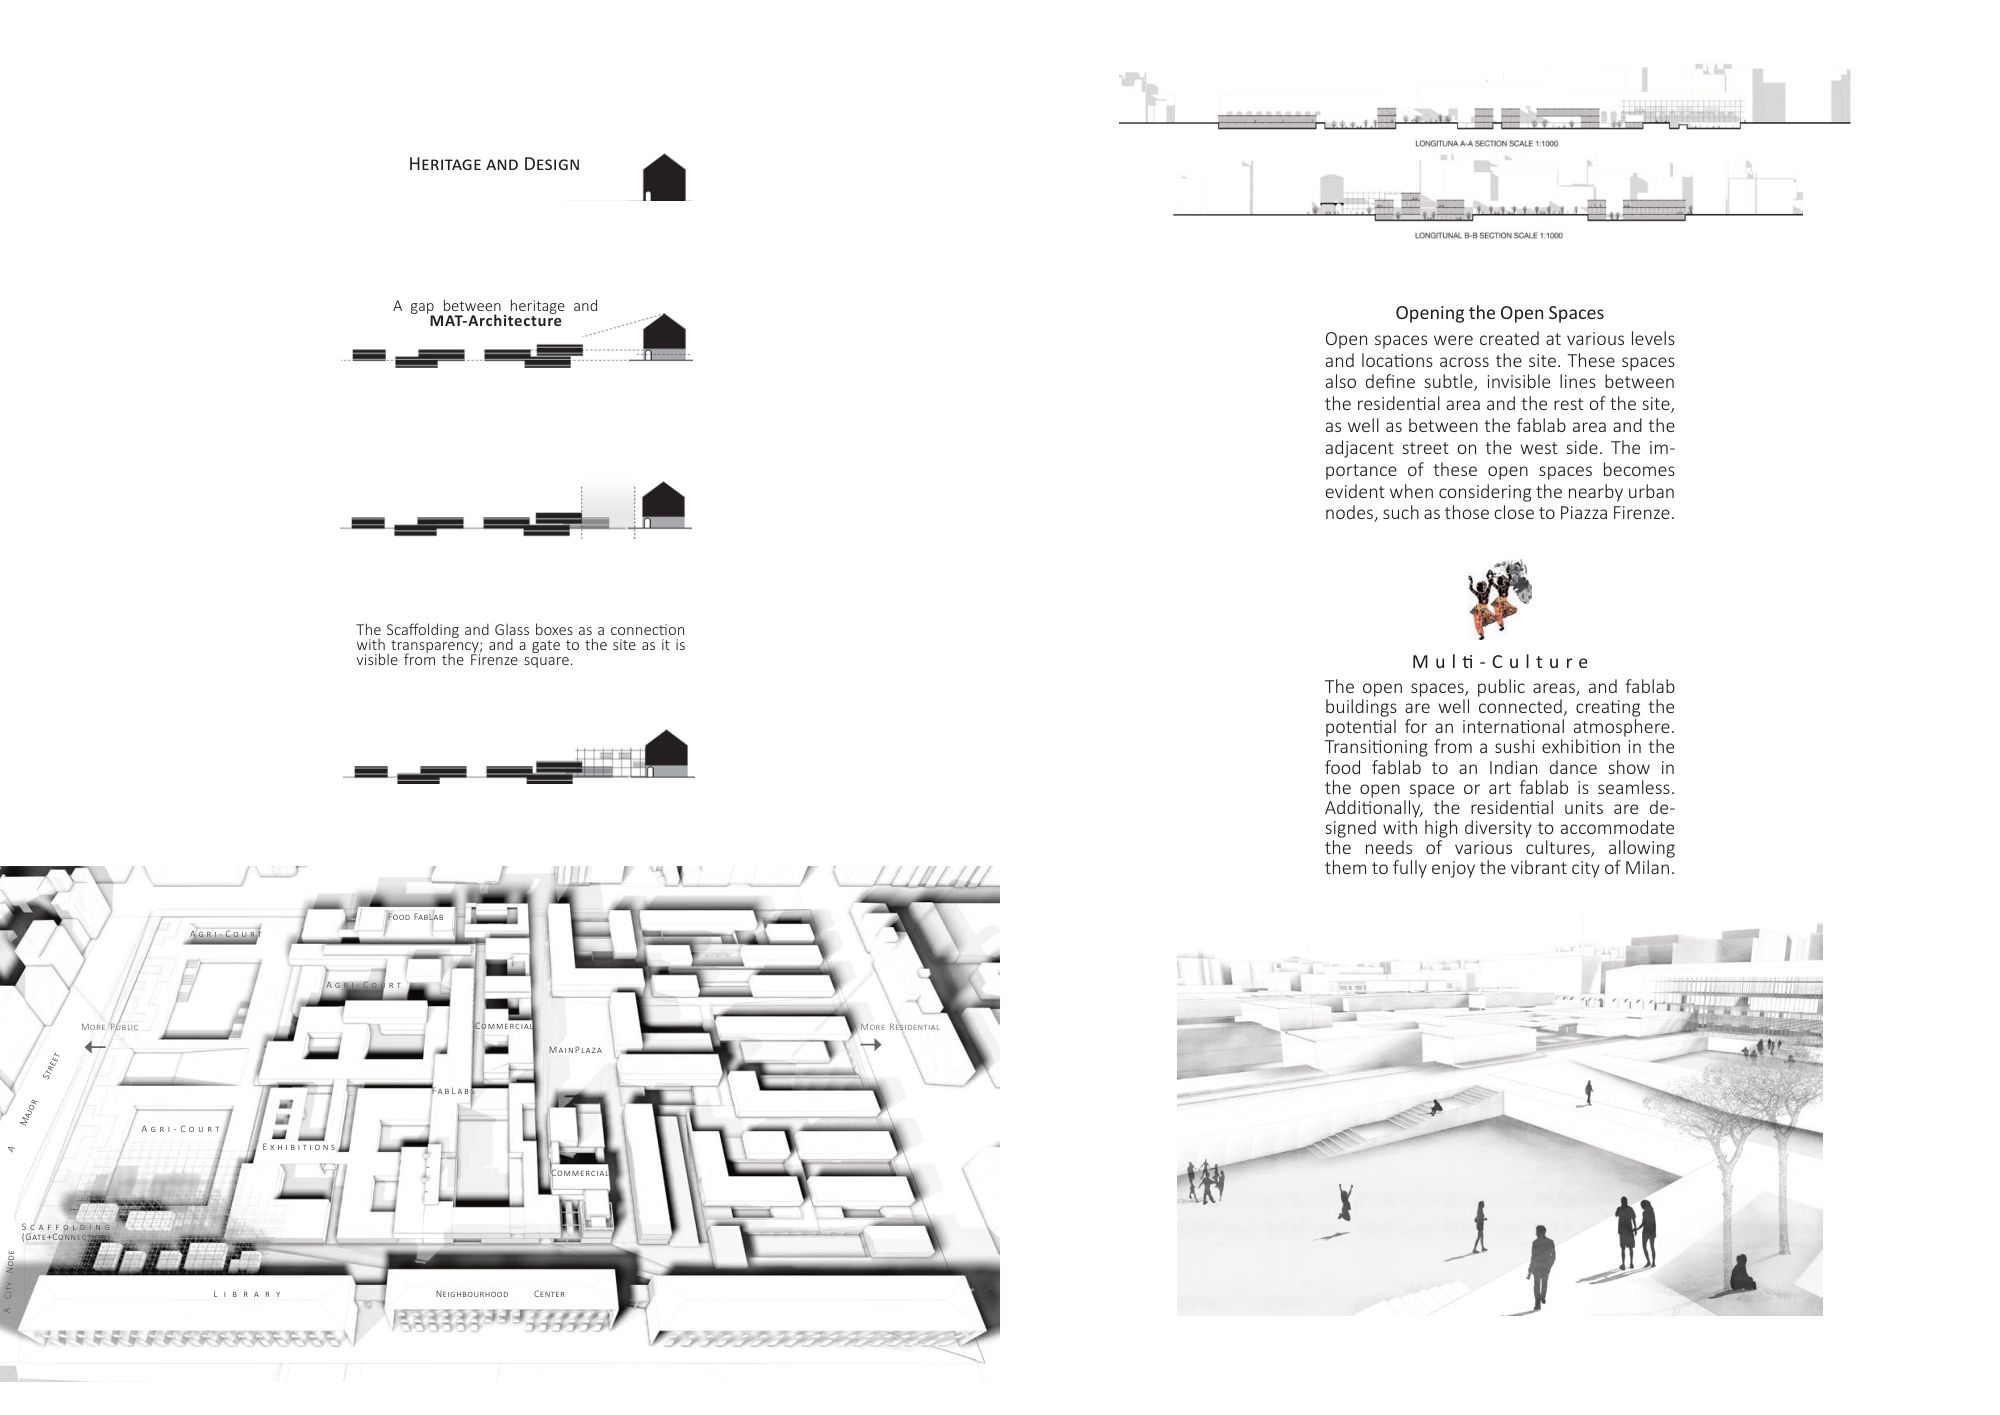 HERITAGE AND DESIGN
A gap between heritage and
MAT-Architecture
The Scaffolding and Glass boxes as a connection
with transparency; and a gate to the site as it is
visible from the Firenze square.
FOOD FABLAB
AGRI-COURT
AGRI-COURT
COMMERCIAL
MORE PUBLIC
MORE RESIDENTIAL
MAINPLAZA
A MAJOR STREET
FABLABS
AGRI-COURT
EXHIBITIONS
COMMERCIAL
SCAFFOLDING
(GATE+CONNECTION)
A CITY NODE
LIBRARY
NEIGHBOURHOOD CENTER
LONGITUNA A-A SECTION SCALE 1:1000
LONGITUNAL B-B SECTION SCALE 1:1000
Opening the Open Spaces
Open spaces were created at various levels
and locations across the site. These spaces
also define subtle, invisible lines between
the residential area and the rest of the site,
as well as between the fablab area and the
adjacent street on the west side. The im-
portance of these open spaces becomes
evident when considering the nearby urban
nodes, such as those close to Piazza Firenze.
Multi-Culture
The open spaces, public areas, and fablab
buildings are well connected, creating the
potential for an international atmosphere.
Transitioning from a sushi exhibition in the
food fablab to an Indian dance show in
the open space or art fablab is seamless.
Additionally, the residential units are de-
signed with high diversity to accommodate
the needs of various cultures, allowing
them to fully enjoy the vibrant city of Milan.